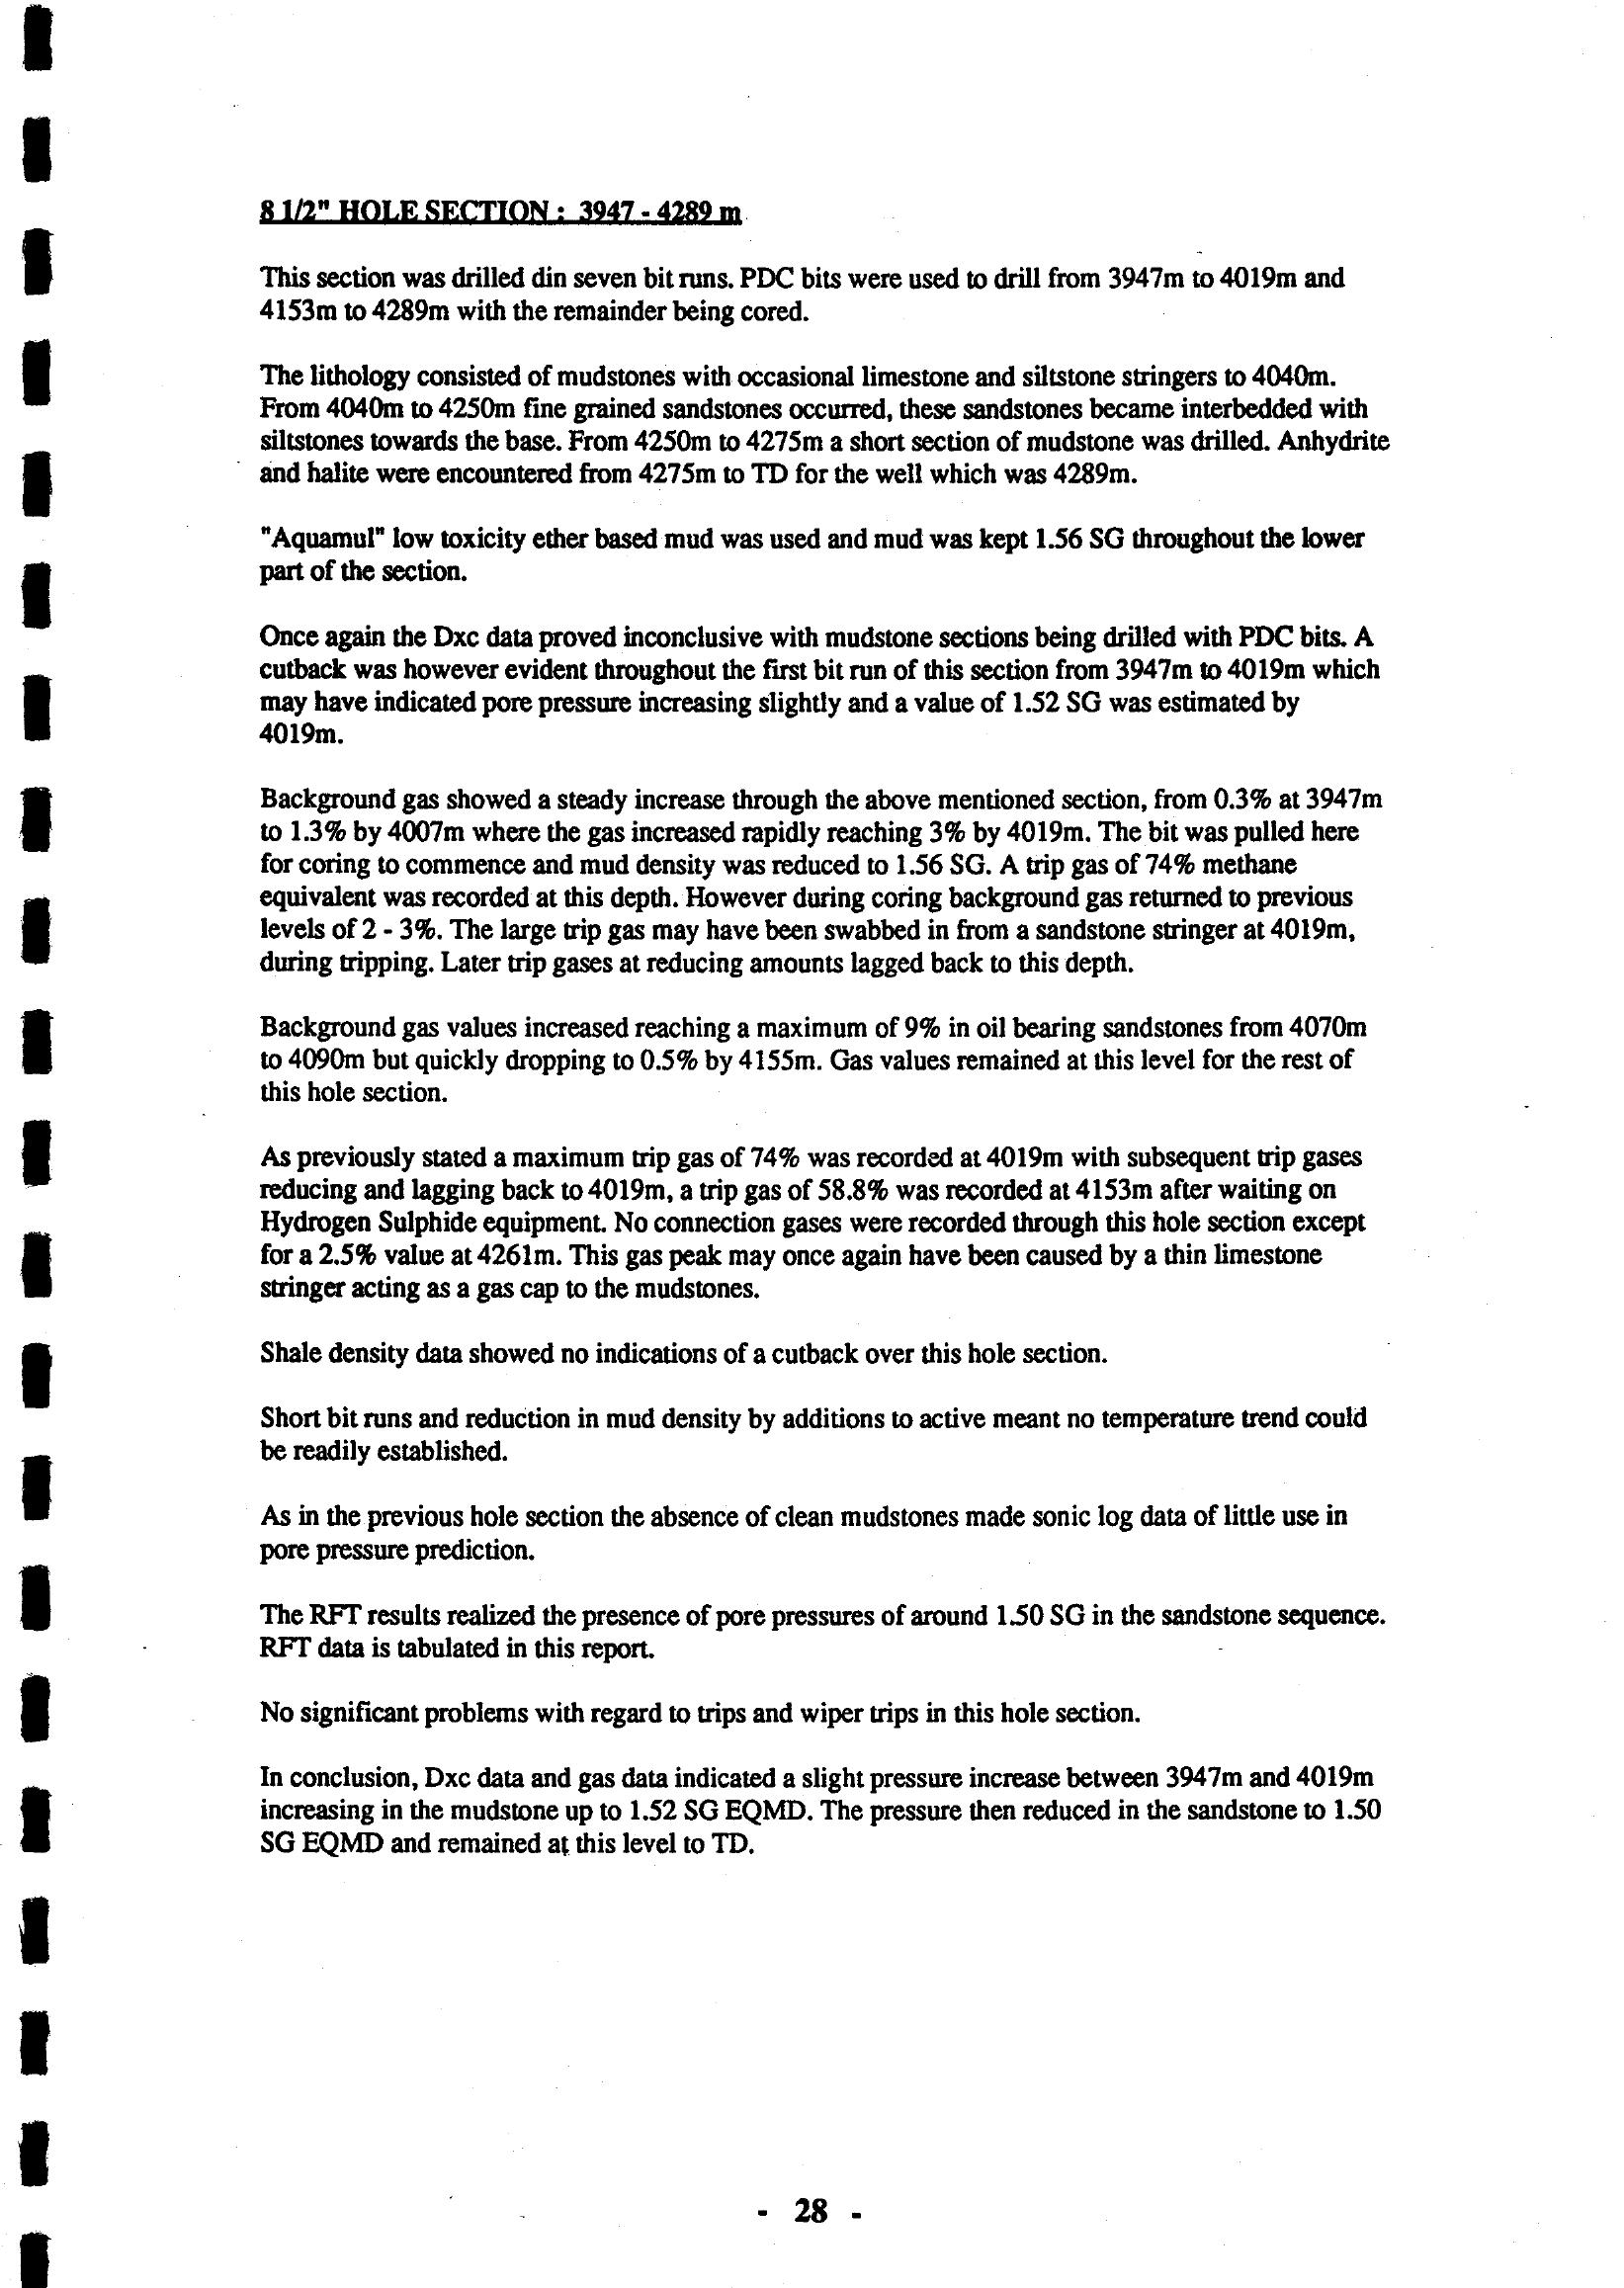 8 1/2" HOLE SECTION : 3947 - 4289 m
This section was drilled din seven bit runs. PDC bits were used to drill from 3947m to 4019m and
4153m to 4289m with the remainder being cored.
The lithology consisted of mudstones with occasional limestone and siltstone stringers to 4040m.
From 4040m to 4250m fine grained sandstones occurred, these sandstones became interbedded with
siltstones towards the base. From 4250m to 4275m a short section of mudstone was drilled. Anhydrite
and halite were encountered from 4275m to TD for the well which was 4289m.
"Aquamul" low toxicity ether based mud was used and mud was kept 1.56 SG throughout the lower
part of the section.
Once again the Dxc data proved inconclusive with mudstone sections being drilled with PDC bits. A
cutback was however evident throughout the first bit run of this section from 3947m to 4019m which
may have indicated pore pressure increasing slightly and a value of 1.52 SG was estimated by
4019m.
Background gas showed a steady increase through the above mentioned section, from 0.3% at 3947m
to 1.3% by 4007m where the gas increased rapidly reaching 3% by 4019m. The bit was pulled here
for coring to commence and mud density was reduced to 1.56 SG. A trip gas of 74% methane
equivalent was recorded at this depth. However during coring background gas returned to previous
levels of 2 - 3%. The large trip gas may have been swabbed in from a sandstone stringer at 4019m,
during tripping. Later trip gases at reducing amounts lagged back to this depth.
Background gas values increased reaching a maximum of 9% in oil bearing sandstones from 4070m
to 4090m but quickly dropping to 0.5% by 4155m. Gas values remained at this level for the rest of
this hole section.
As previously stated a maximum trip gas of 74% was recorded at 4019m with subsequent trip gases
reducing and lagging back to 4019m, a trip gas of 58.8% was recorded at 4153m after waiting on
Hydrogen Sulphide equipment. No connection gases were recorded through this hole section except
for a 2.5% value at 4261m. This gas peak may once again have been caused by a thin limestone
stringer acting as a gas cap to the mudstones.
Shale density data showed no indications of a cutback over this hole section.
Short bit runs and reduction in mud density by additions to active meant no temperature trend could
be readily established.
As in the previous hole section the absence of clean mudstones made sonic log data of little use in
pore pressure prediction.
The RFT results realized the presence of pore pressures of around 1.50 SG in the sandstone sequence.
RFT data is tabulated in this report.
No significant problems with regard to trips and wiper trips in this hole section.
In conclusion, Dxc data and gas data indicated a slight pressure increase between 3947m and 4019m
increasing in the mudstone up to 1.52 SG EQMD. The pressure then reduced in the sandstone to 1.50
SG EQMD and remained at this level to TD.
- 28 -